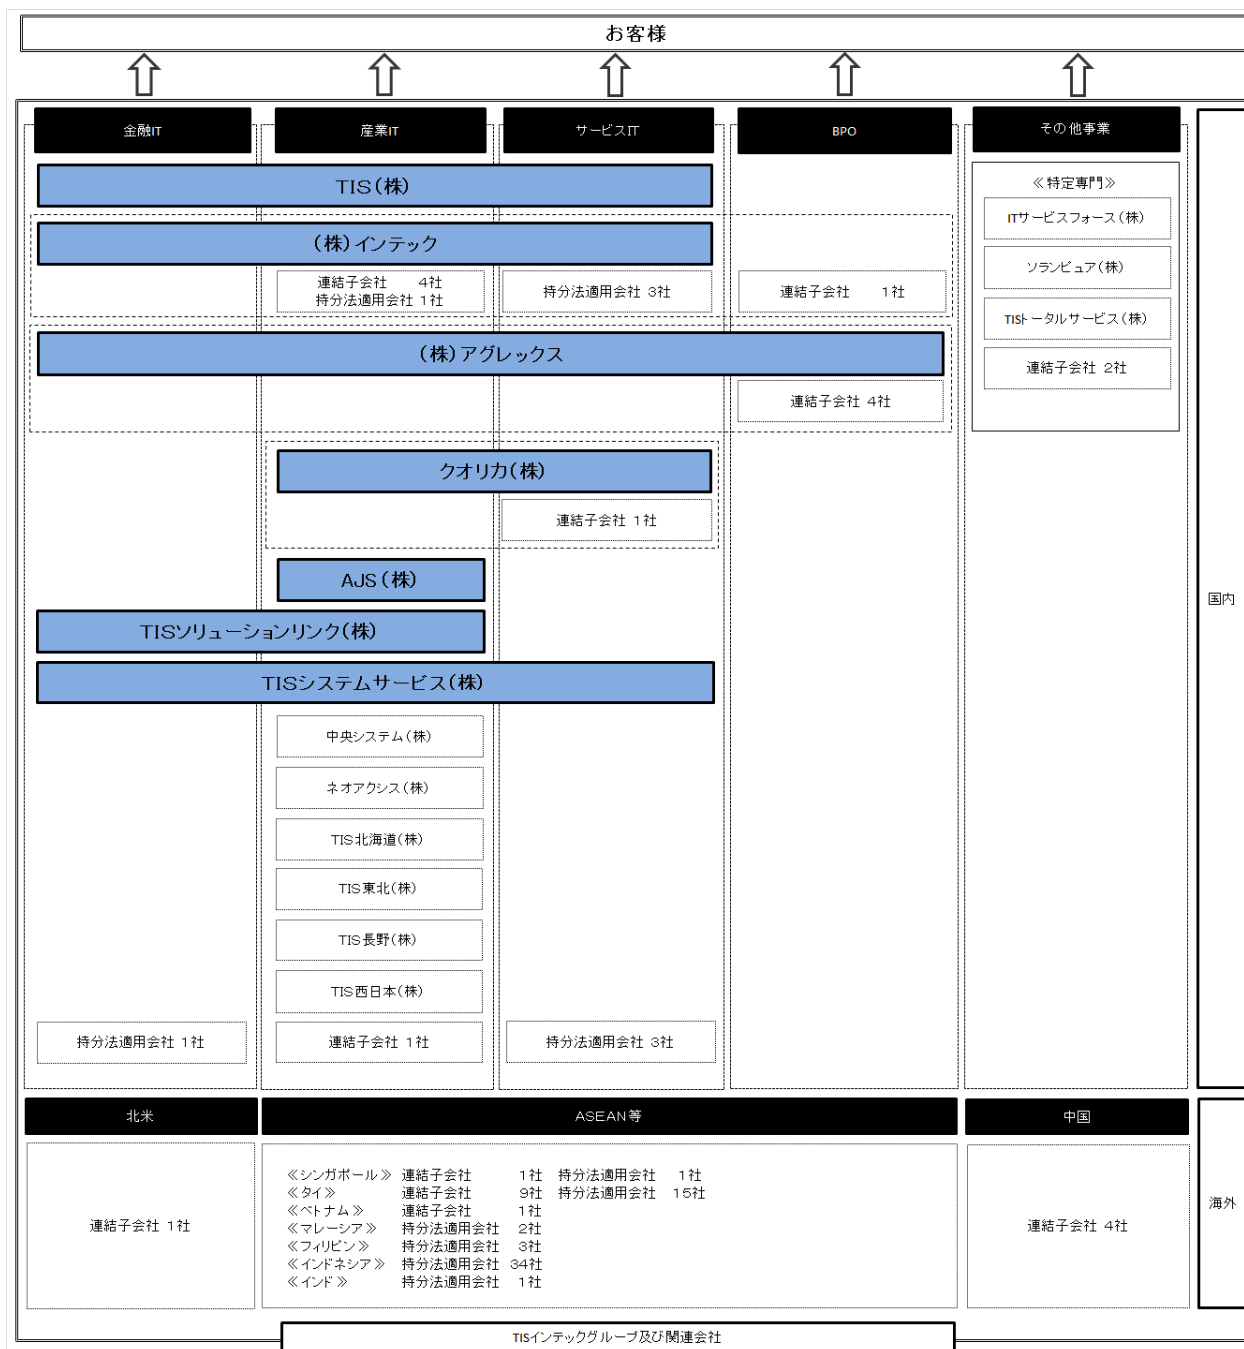 お客様
金融IT
産業IT
サービスIT
BPO
その他事業
TIS(株)
(株)インテック
連結子会社 4社
持分法適用会社 1社
持分法適用会社 3社
連結子会社 1社
(株)アグレックス
連結子会社 4社
≪特定専門≫
ITサービスフォース(株)
ソランピュア(株)
TISトータルサービス(株)
連結子会社 2社
クオリカ(株)
連結子会社 1社
AJS(株)
TISソリューションリンク(株)
TISシステムサービス(株)
中央システム(株)
ネオアクシス(株)
TIS北海道(株)
TIS東北(株)
TIS長野(株)
TIS西日本(株)
持分法適用会社 1社
連結子会社 1社
持分法適用会社 3社
国内
北米
ASEAN等
中国
連結子会社 1社
≪シンガポール≫ 連結子会社 1社 持分法適用会社 1社
≪タイ≫ 連結子会社 9社 持分法適用会社 15社
≪ベトナム≫ 連結子会社 1社
≪マレーシア≫ 持分法適用会社 2社
≪フィリピン≫ 持分法適用会社 3社
≪インドネシア≫ 持分法適用会社 34社
≪インド≫ 持分法適用会社 1社
連結子会社 4社
海外
TISインテックグループ及び関連会社